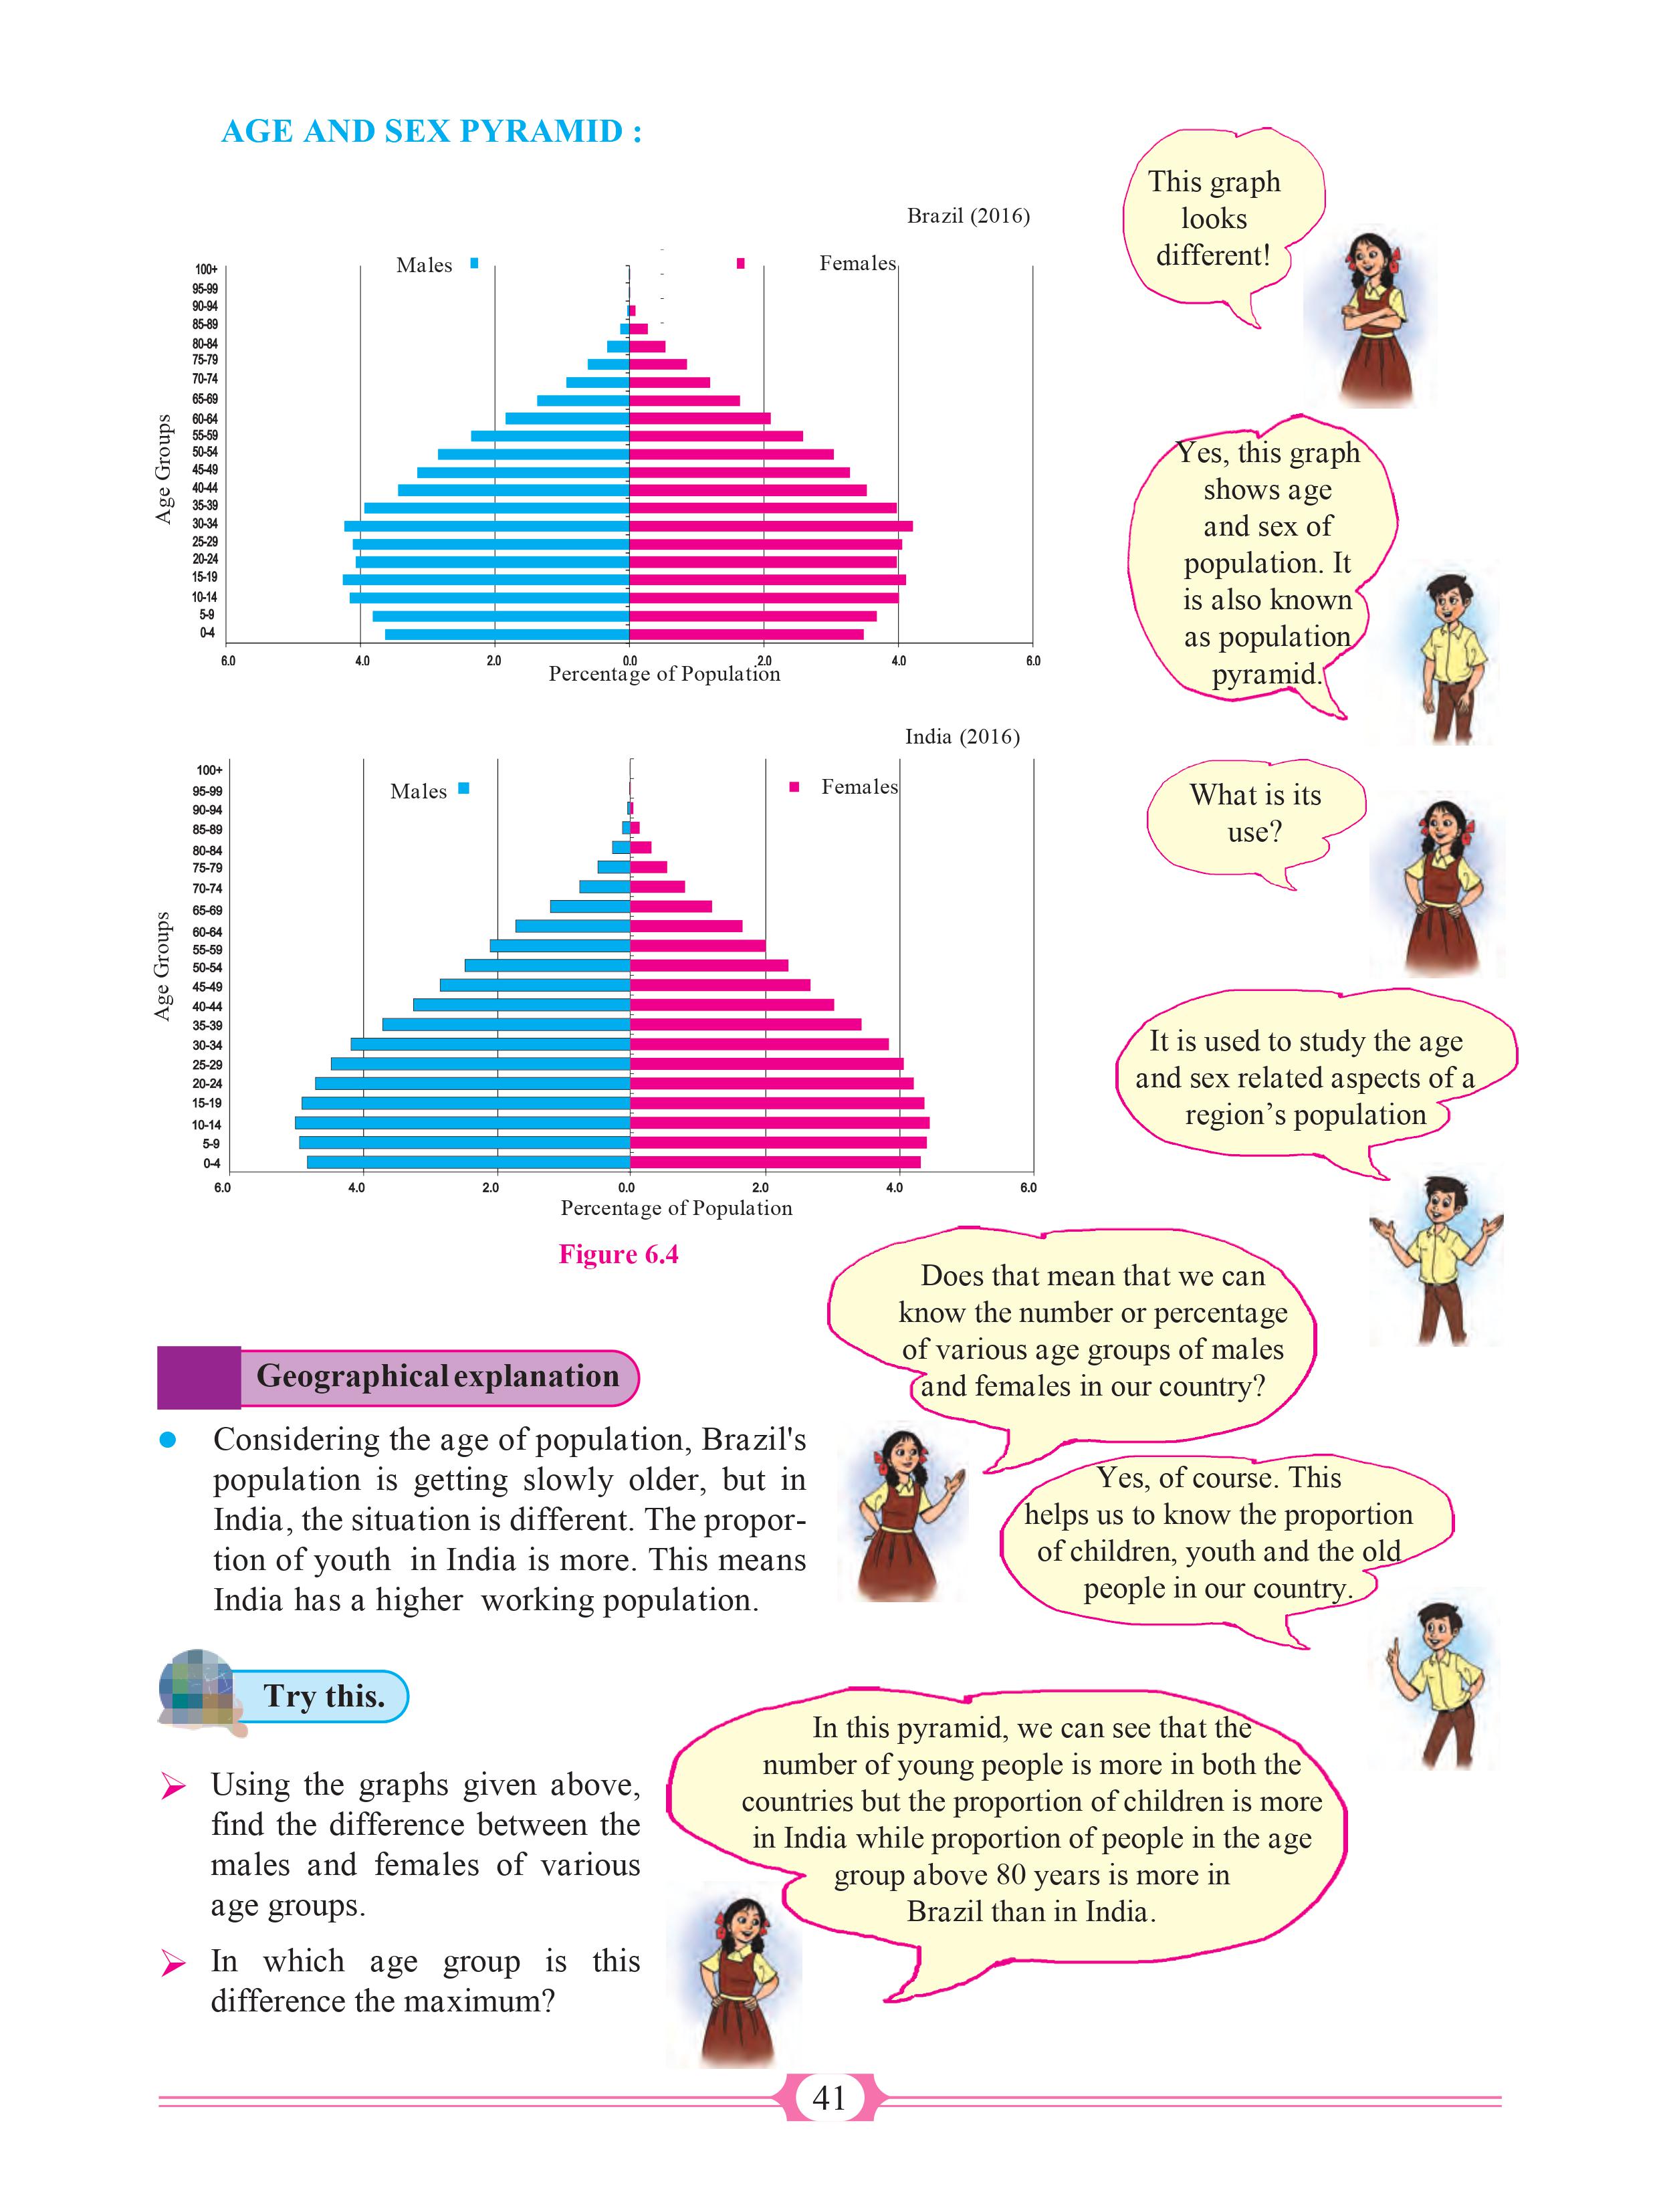 AGE AND SEX PYRAMID :
Brazil (2016)
Males
Females
Age Groups
100+
95-99
90-94
85-89
80-84
75-79
70-74
65-69
60-64
55-59
50-54
45-49
40-44
35-39
30-34
25-29
20-24
15-19
10-14
5-9
0-4
6.0 4.0 2.0 0.0 2.0 4.0 6.0
Percentage of Population
This graph
looks
different!
Yes, this graph
shows age
and sex of
population. It
is also known
as population
pyramid.
India (2016)
Males
Females
Age Groups
100+
95-99
90-94
85-89
80-84
75-79
70-74
65-69
60-64
55-59
50-54
45-49
40-44
35-39
30-34
25-29
20-24
15-19
10-14
5-9
0-4
6.0 4.0 2.0 0.0 2.0 4.0 6.0
Percentage of Population
Figure 6.4
What is its
use?
It is used to study the age
and sex related aspects of a
region's population
Does that mean that we can
know the number or percentage
of various age groups of males
and females in our country?
Geographical explanation
Considering the age of population, Brazil's
population is getting slowly older, but in
India, the situation is different. The propor-
tion of youth in India is more. This means
India has a higher working population.
Yes, of course. This
helps us to know the proportion
of children, youth and the old
people in our country.
Try this.
Using the graphs given above,
find the difference between the
males and females of various
age groups.
In which age group is this
difference the maximum?
In this pyramid, we can see that the
number of young people is more in both the
countries but the proportion of children is more
in India while proportion of people in the age
group above 80 years is more in
Brazil than in India.
41